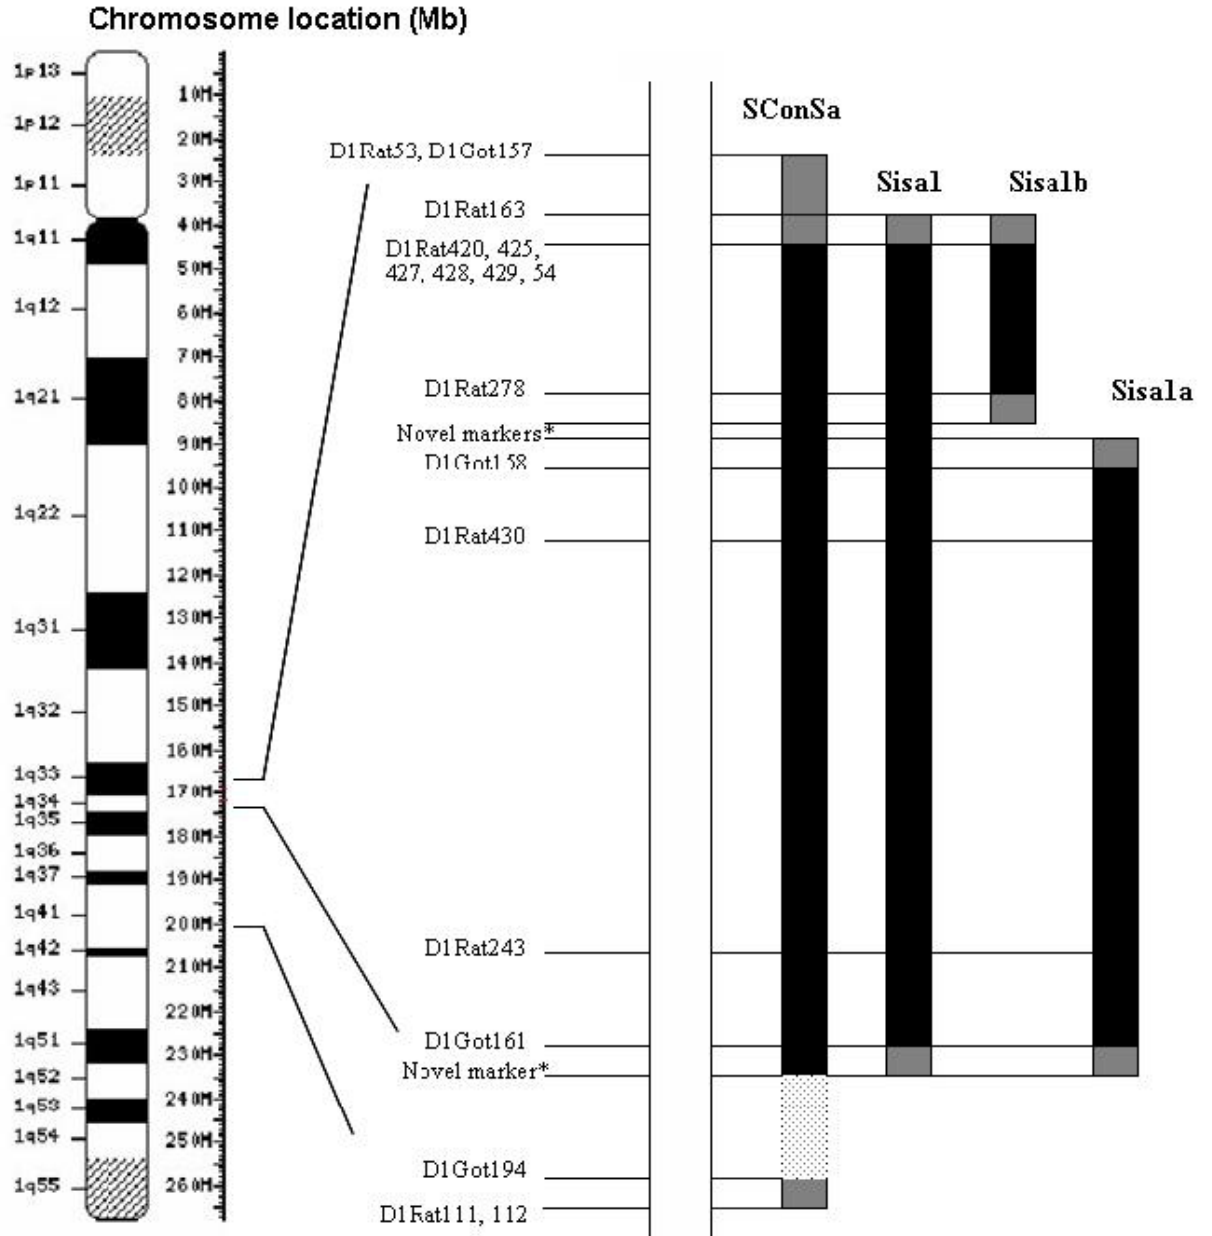 Chromosome location (Mb)
1p13
1p12
1p11
1q11
1q12
1q21
1q22
1q31
1q32
1q33
1q34
1q35
1q36
1q37
1q41
1q42
1q43
1q51
1q52
1q53
1q54
1q55
10M
20M
30M
40M
50M
60M
70M
80M
90M
100M
110M
120M
130M
140M
150M
160M
170M
180M
190M
200M
210M
220M
230M
240M
250M
260M
D1Rat53, D1Got157
D1Rat163
D1Rat420, 425,
427, 428, 429, 54
D1Rat278
Novel markers*
D1Got158
D1Rat430
D1Rat243
D1Got161
Novel marker*
D1Got194
D1Rat111, 112
SConSa
Sisa1
Sisa1b
Sisa1a